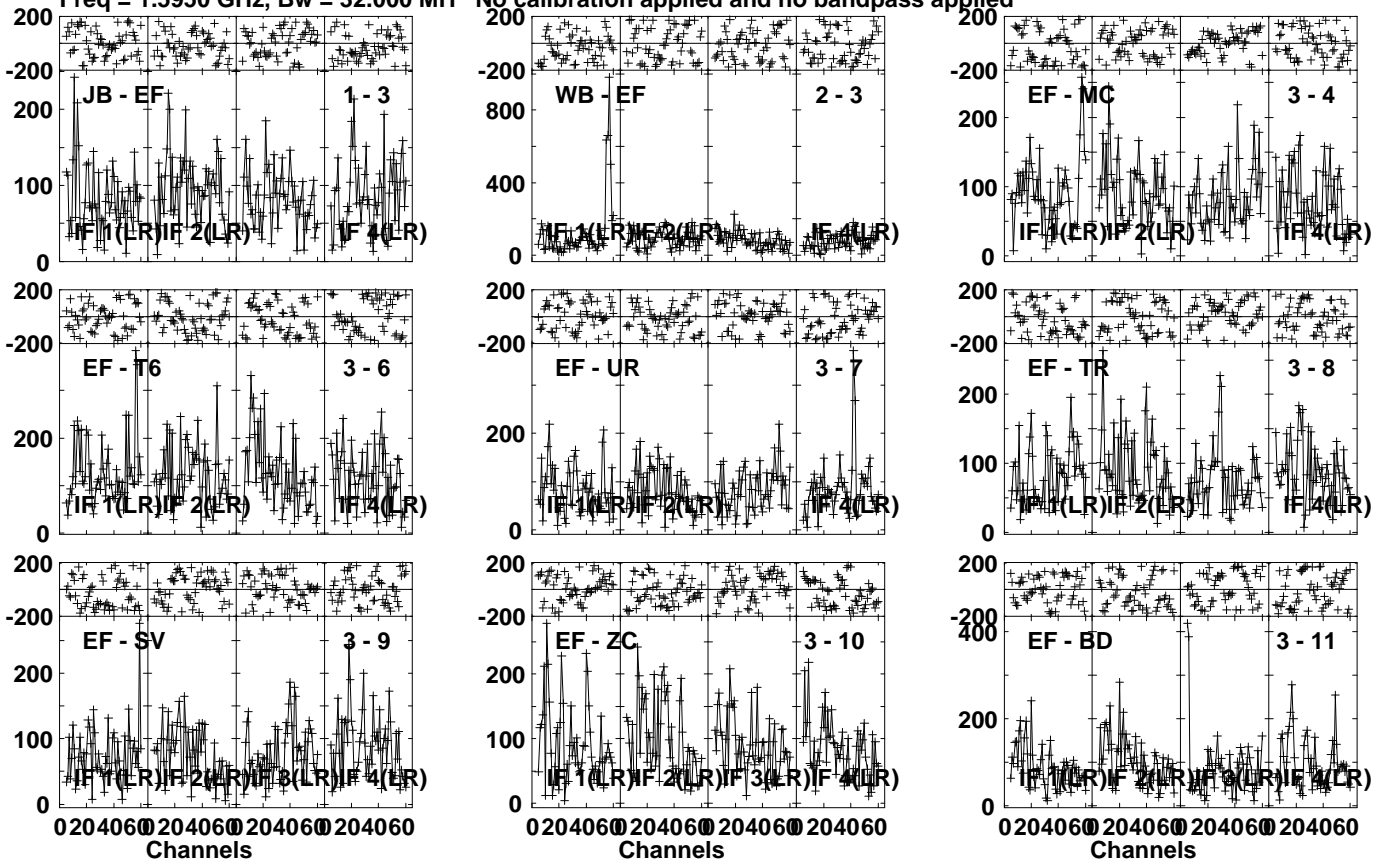 Freq = 1.5950 GHz, Bw = 32.000 MH No calibration applied and no bandpass applied
200
-200
200
100
0
JB - EF 1 - 3
IF 1(LR) IF 2(LR) IF 4(LR)
200
-200
800
400
0
WB - EF 2 - 3
IF 1(LR) IF 2(LR) IF 4(LR)
200
-200
200
100
0
EF - MC 3 - 4
IF 1(LR) IF 2(LR) IF 4(LR)
200
-200
200
0
EF - T6 3 - 6
IF 1(LR) IF 2(LR) IF 4(LR)
200
-200
200
0
EF - UR 3 - 7
IF 1(LR) IF 2(LR) IF 4(LR)
200
-200
200
100
0
EF - TR 3 - 8
IF 1(LR) IF 2(LR) IF 4(LR)
200
-200
200
100
0
EF - SV 3 - 9
IF 1(LR) IF 2(LR) IF 3(LR) IF 4(LR)
0 20 40 60 0 20 40 60 0 20 40 60 0 20 40 60
Channels
200
-200
200
100
0
EF - ZC 3 - 10
IF 1(LR) IF 2(LR) IF 3(LR) IF 4(LR)
0 20 40 60 0 20 40 60 0 20 40 60 0 20 40 60
Channels
200
-200
400
200
0
EF - BD 3 - 11
IF 1(LR) IF 2(LR) IF 3(LR) IF 4(LR)
0 20 40 60 0 20 40 60 0 20 40 60 0 20 40 60
Channels